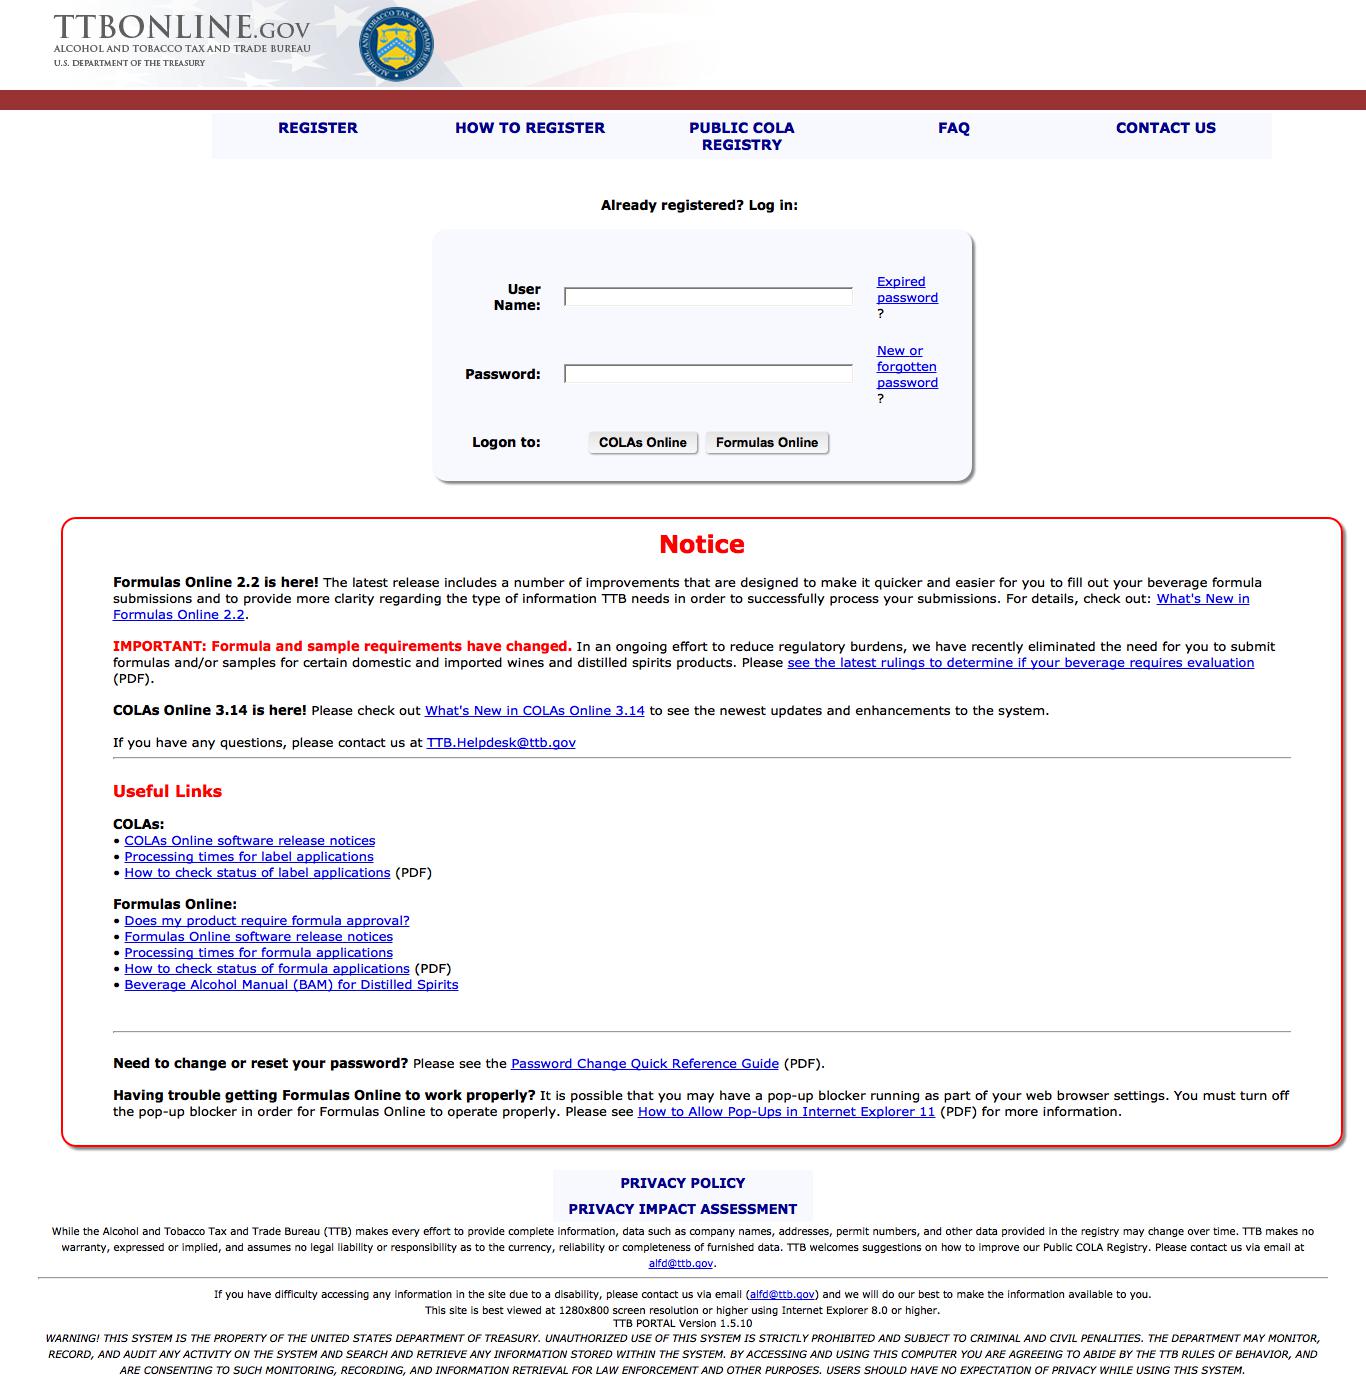 TTBONLINE.GOV
ALCOHOL AND TOBACCO TAX AND TRADE BUREAU
U.S. DEPARTMENT OF THE TREASURY
ALCOHOL AND TOBACCO TAX AND TRADE BUREAU
REGISTER HOW TO REGISTER PUBLIC COLA REGISTRY FAQ CONTACT US
Already registered? Log in:
User Name:
Expired password ?
Password:
New or forgotten password ?
Logon to: COLAs Online Formulas Online
Notice
Formulas Online 2.2 is here! The latest release includes a number of improvements that are designed to make it quicker and easier for you to fill out your beverage formula
submissions and to provide more clarity regarding the type of information TTB needs in order to successfully process your submissions. For details, check out: What's New in
Formulas Online 2.2.
IMPORTANT: Formula and sample requirements have changed. In an ongoing effort to reduce regulatory burdens, we have recently eliminated the need for you to submit
formulas and/or samples for certain domestic and imported wines and distilled spirits products. Please see the latest rulings to determine if your beverage requires evaluation
(PDF).
COLAs Online 3.14 is here! Please check out What's New in COLAs Online 3.14 to see the newest updates and enhancements to the system.
If you have any questions, please contact us at TTB.Helpdesk@ttb.gov
Useful Links
COLAs:
• COLAs Online software release notices
• Processing times for label applications
• How to check status of label applications (PDF)
Formulas Online:
• Does my product require formula approval?
• Formulas Online software release notices
• Processing times for formula applications
• How to check status of formula applications (PDF)
• Beverage Alcohol Manual (BAM) for Distilled Spirits
Need to change or reset your password? Please see the Password Change Quick Reference Guide (PDF).
Having trouble getting Formulas Online to work properly? It is possible that you may have a pop-up blocker running as part of your web browser settings. You must turn off
the pop-up blocker in order for Formulas Online to operate properly. Please see How to Allow Pop-Ups in Internet Explorer 11 (PDF) for more information.
PRIVACY POLICY
PRIVACY IMPACT ASSESSMENT
While the Alcohol and Tobacco Tax and Trade Bureau (TTB) makes every effort to provide complete information, data such as company names, addresses, permit numbers, and other data provided in the registry may change over time. TTB makes no
warranty, expressed or implied, and assumes no legal liability or responsibility as to the currency, reliability or completeness of furnished data. TTB welcomes suggestions on how to improve our Public COLA Registry. Please contact us via email at
alfd@ttb.gov.
If you have difficulty accessing any information in the site due to a disability, please contact us via email (alfd@ttb.gov) and we will do our best to make the information available to you.
This site is best viewed at 1280x800 screen resolution or higher using Internet Explorer 8.0 or higher.
TTB PORTAL Version 1.5.10
WARNING! THIS SYSTEM IS THE PROPERTY OF THE UNITED STATES DEPARTMENT OF TREASURY. UNAUTHORIZED USE OF THIS SYSTEM IS STRICTLY PROHIBITED AND SUBJECT TO CRIMINAL AND CIVIL PENALTIES. THE DEPARTMENT MAY MONITOR,
RECORD, AND AUDIT ANY ACTIVITY ON THE SYSTEM AND SEARCH AND RETRIEVE ANY INFORMATION STORED WITHIN THE SYSTEM. BY ACCESSING AND USING THIS COMPUTER YOU ARE AGREEING TO ABIDE BY THE TTB RULES OF BEHAVIOR, AND
ARE CONSENTING TO SUCH MONITORING, RECORDING, AND INFORMATION RETRIEVAL FOR LAW ENFORCEMENT AND OTHER PURPOSES. USERS SHOULD HAVE NO EXPECTATION OF PRIVACY WHILE USING THIS SYSTEM.